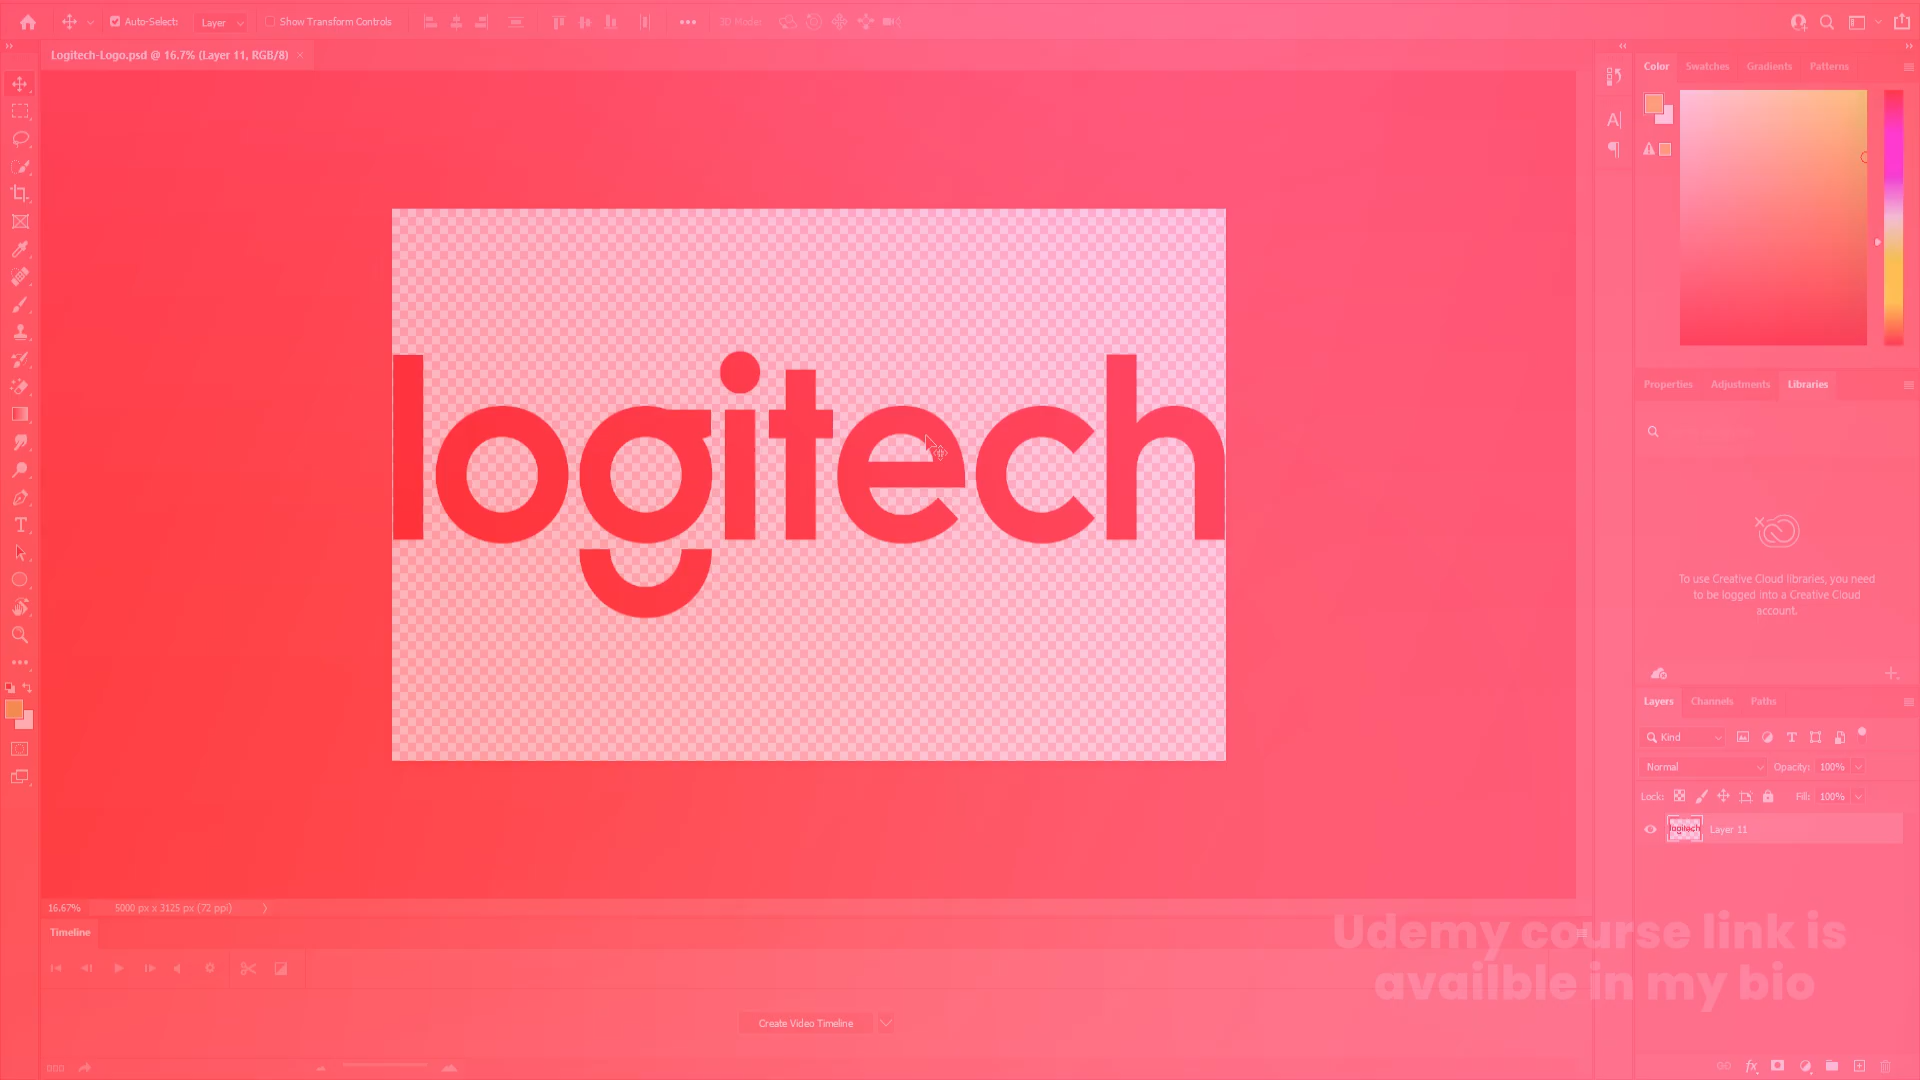 Auto-Select:
Layer
Show Transform Controls
3D Mode:
Logitech-Logo.psd @ 16.7% (Layer 11, RGB/8) ×
Color
Swatches
Gradients
Patterns
logitech
Properties
Adjustments
Libraries
To use Creative Cloud libraries, you need
to be logged into a Creative Cloud
account.
Layers
Channels
Paths
Kind
Normal
Opacity: 100%
Lock:
Fill: 100%
logitech
Layer 11
16.67%
5000 px x 3125 px (72 ppi)
Timeline
Udemy course link is
availble in my bio
Create Video Timeline